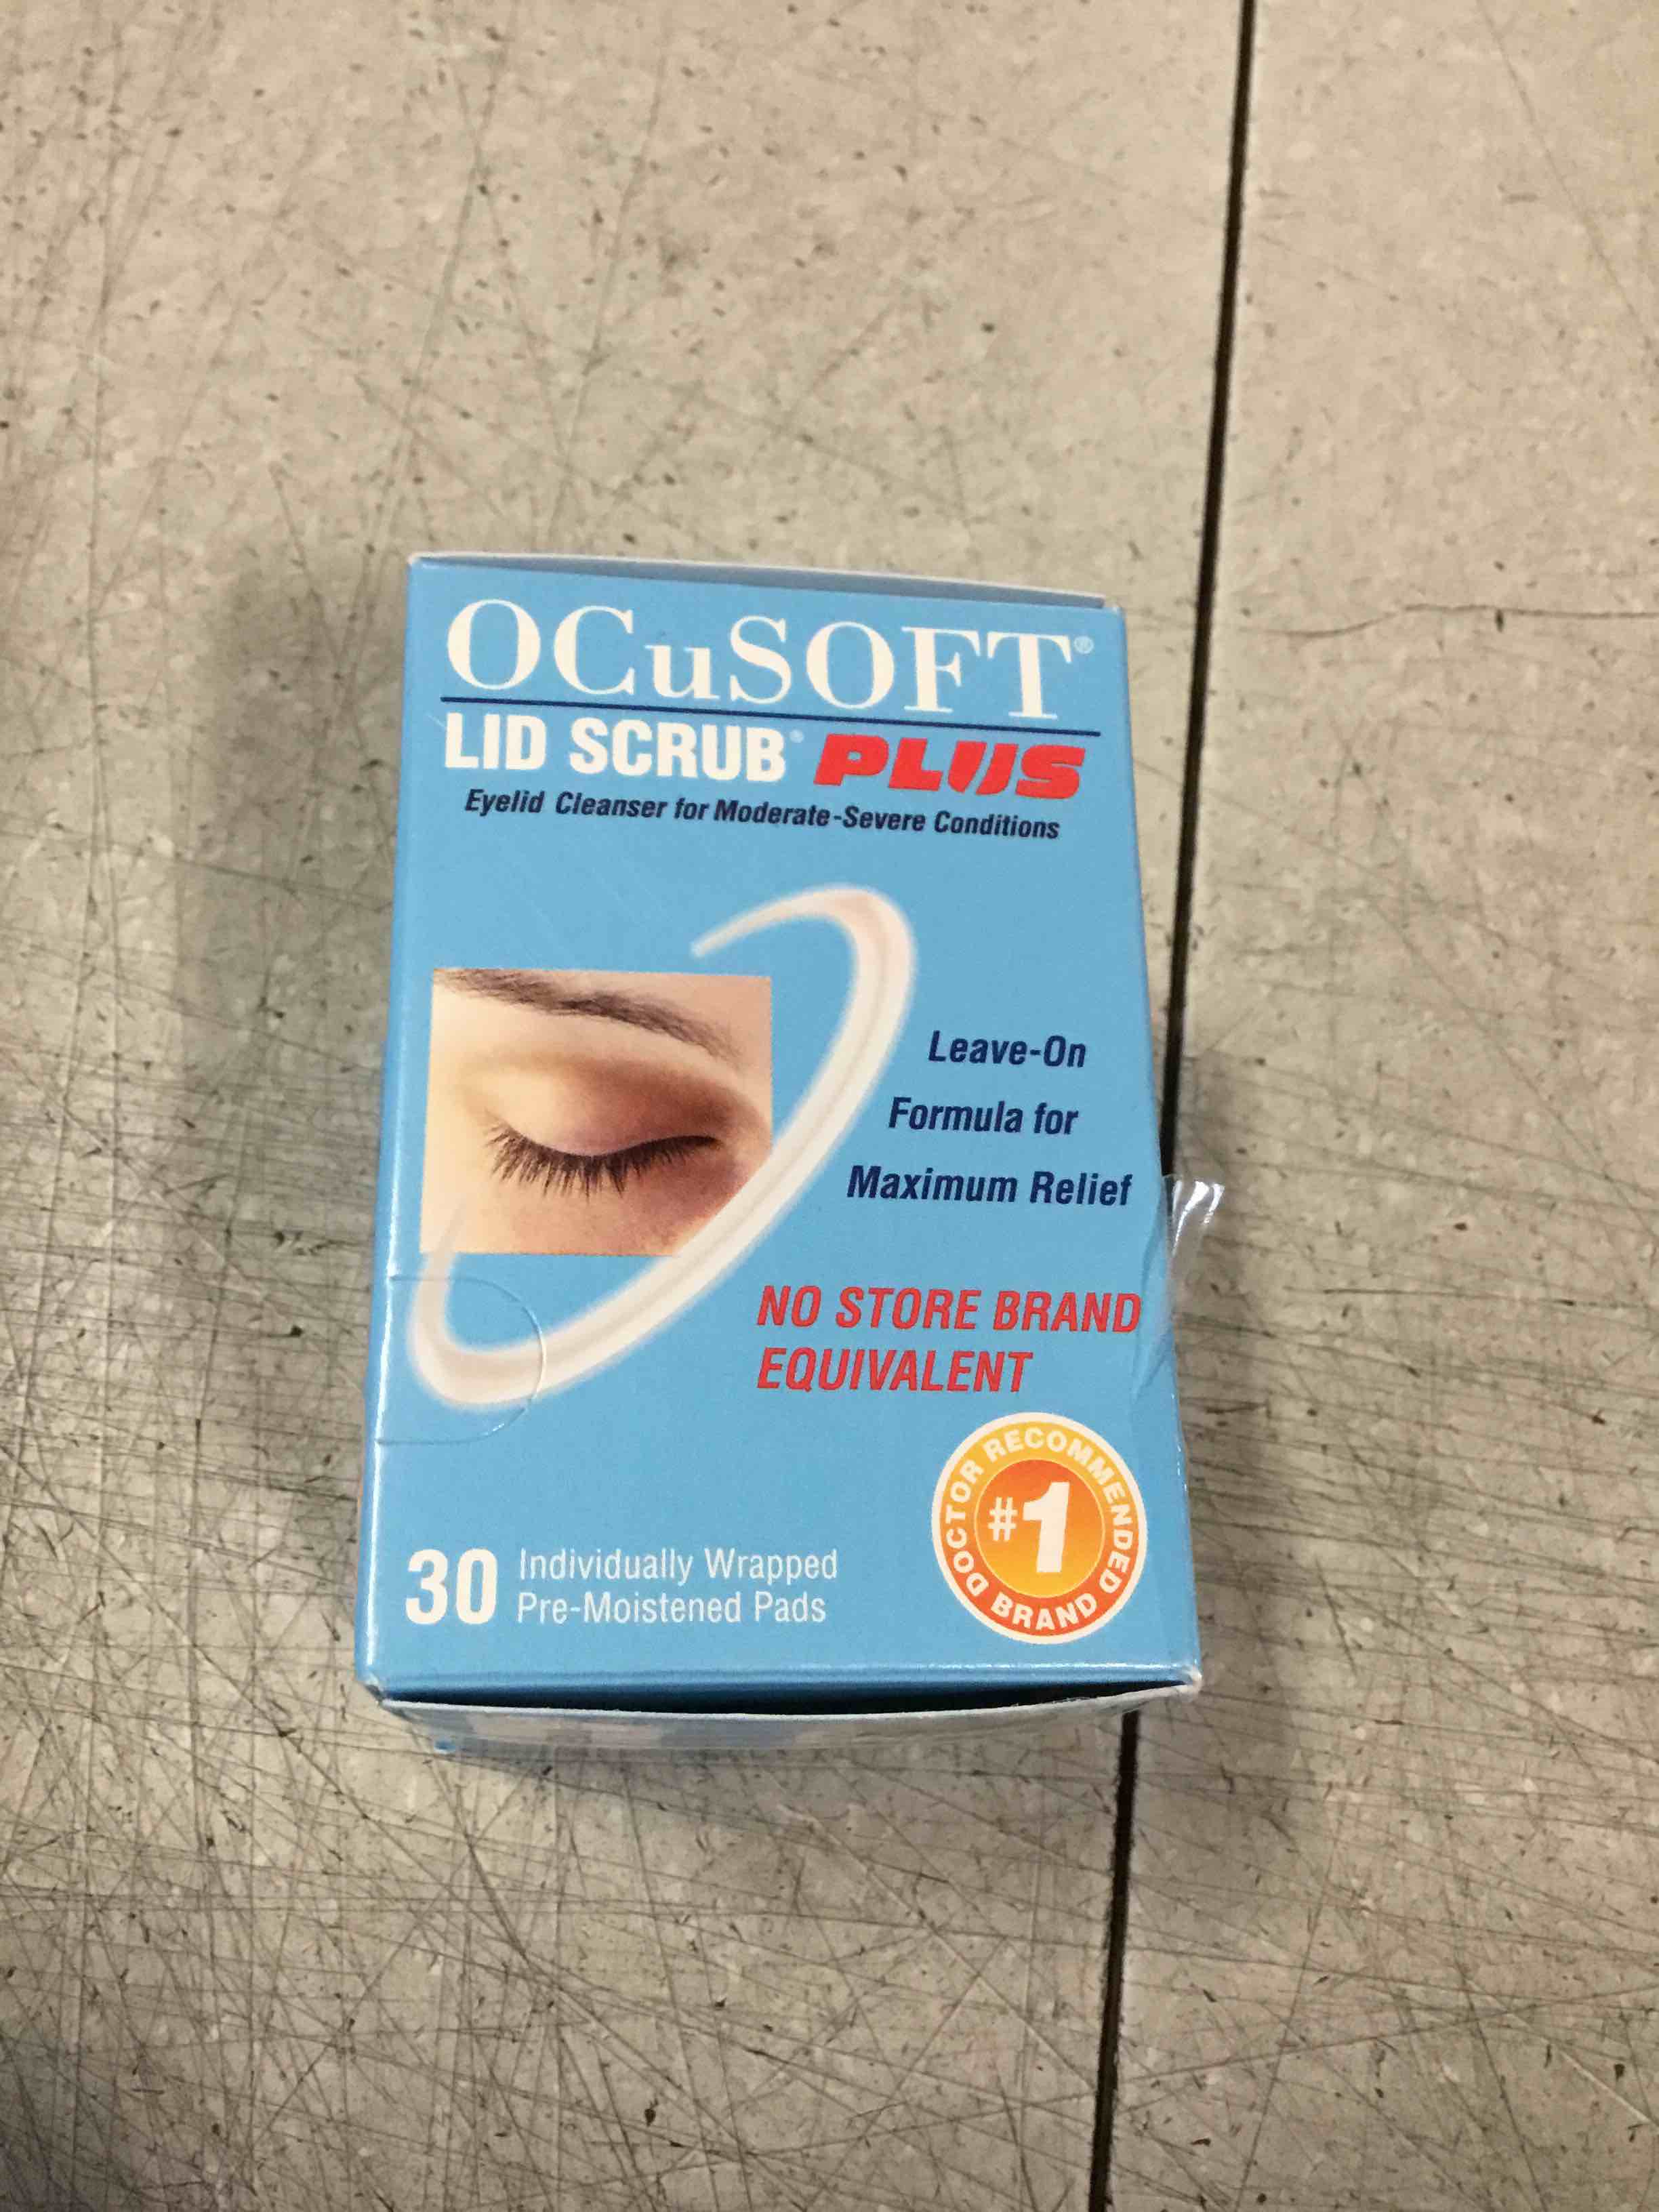 OCuSOFT®
LID SCRUB® PLUS
Eyelid Cleanser for Moderate-Severe Conditions
Leave-On
Formula for
Maximum Relief
NO STORE BRAND
EQUIVALENT
DOCTOR RECOMMENDED
#1
BRAND
30 Individually Wrapped
Pre-Moistened Pads